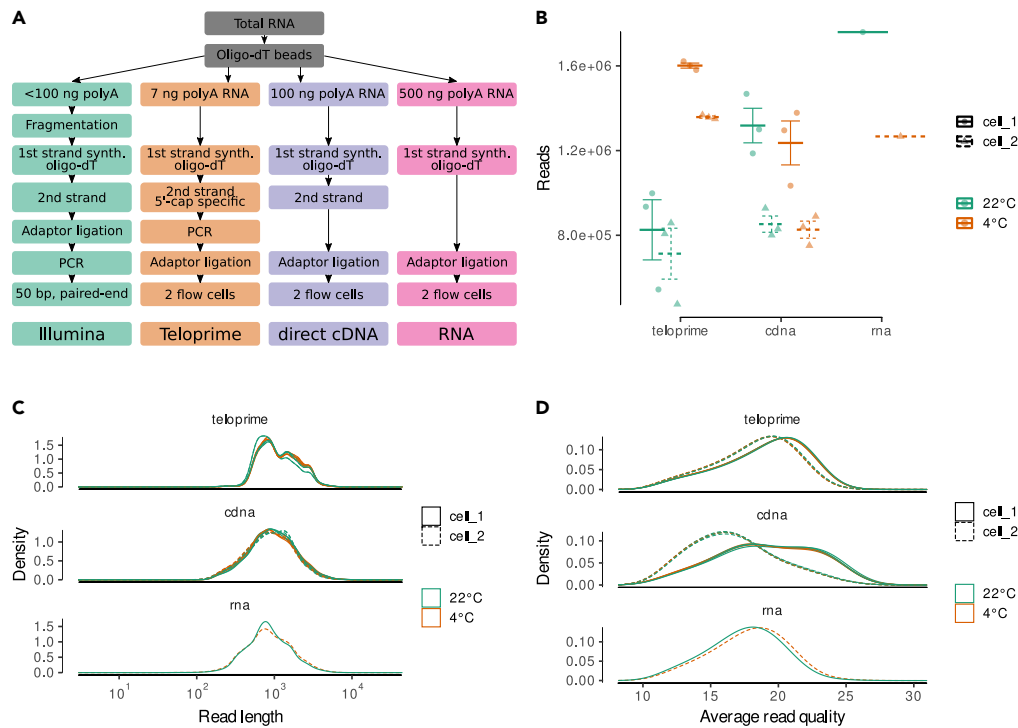 A
Total RNA
Oligo-dT beads
<100 ng polyA
7 ng polyA RNA
100 ng polyA RNA
500 ng polyA RNA
Fragmentation
1st strand synth.
oligo-dT
1st strand synth.
oligo-dT
1st strand synth.
oligo-dT
1st strand synth.
oligo-dT
2nd strand
2nd strand
5'-cap specific
2nd strand
Adaptor ligation
PCR
PCR
Adaptor ligation
Adaptor ligation
Adaptor ligation
50 bp, paired-end
2 flow cells
2 flow cells
2 flow cells
Illumina
Teloprime
direct cDNA
RNA
B
Reads
1.6e+06
1.2e+06
8.0e+05
teloprime
cdna
rna
cell_1
cell_2
22°C
4°C
C
teloprime
1.5
1.0
0.5
0.0
cdna
1.0
0.5
0.0
rna
1.5
1.0
0.5
0.0
Density
10^1
10^2
10^3
10^4
Read length
cell_1
cell_2
22°C
4°C
D
teloprime
0.10
0.05
0.00
cdna
0.10
0.05
0.00
rna
0.10
0.05
0.00
Density
10
15
20
25
30
Average read quality
cell_1
cell_2
22°C
4°C